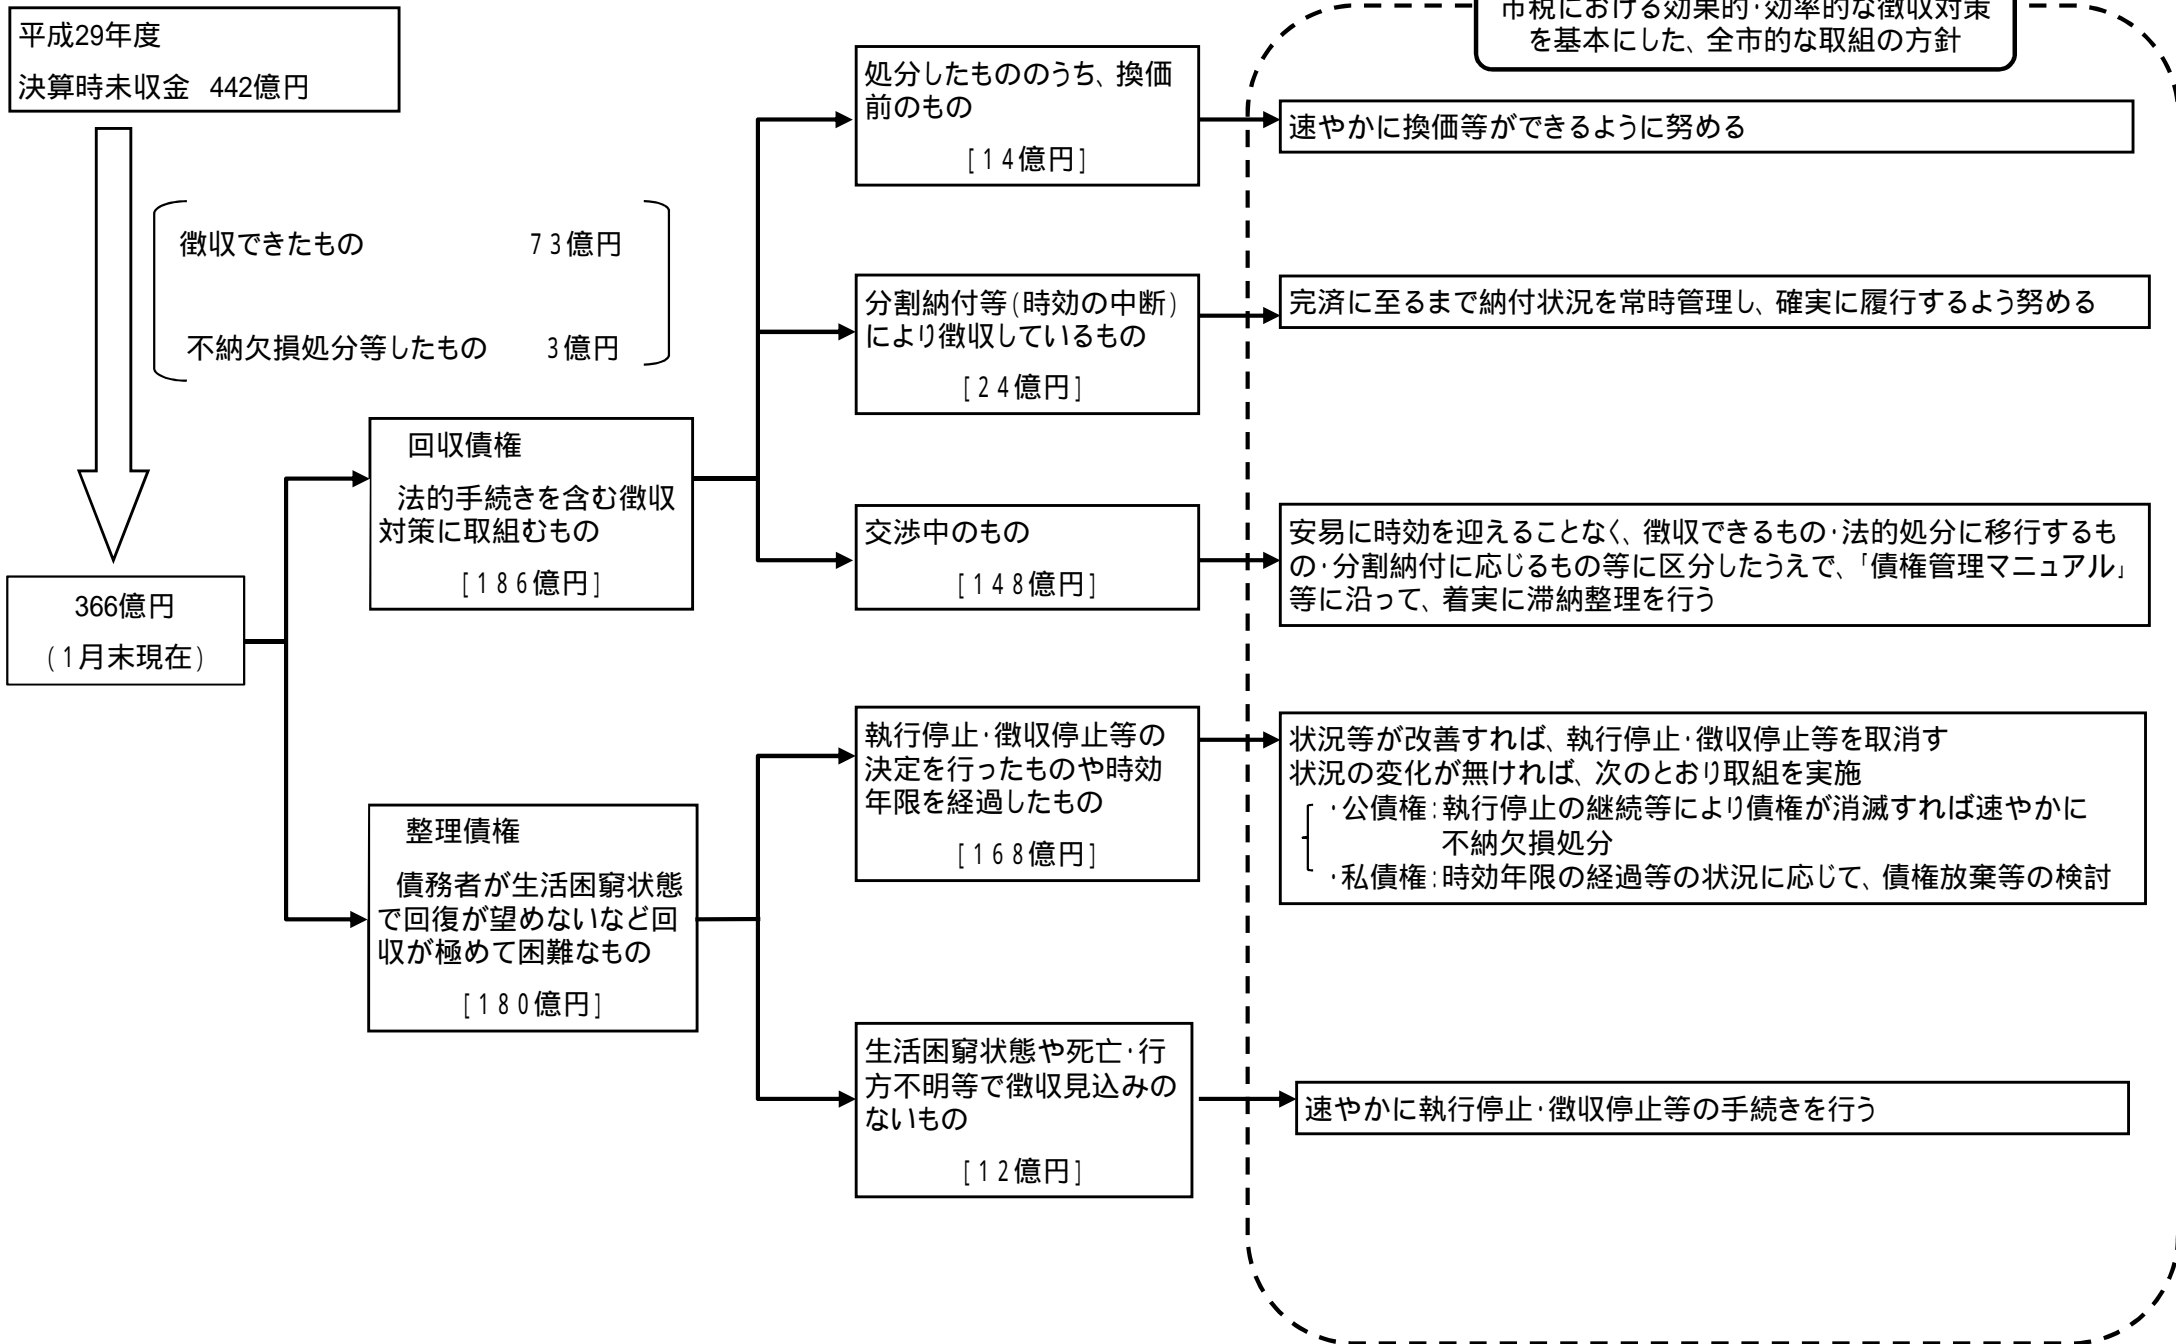 平成29年度
決算時未収金 442億円
徴収できたもの 73億円
不納欠損処分等したもの 3億円
366億円
(1月末現在)
回収債権
法的手続きを含む徴収
対策に取組むもの
[186億円]
整理債権
債務者が生活困窮状態
で回復が望めないなど回
収が極めて困難なもの
[180億円]
処分したもののうち、換価
前のもの
[14億円]
分割納付等(時効の中断)
により徴収しているもの
[24億円]
交渉中のもの
[148億円]
執行停止・徴収停止等の
決定を行ったものや時効
年限を経過したもの
[168億円]
生活困窮状態や死亡・行
方不明等で徴収見込みの
ないもの
[12億円]
市税における効果的・効率的な徴収対策
を基本にした、全市的な取組の方針
速やかに換価等ができるように努める
完済に至るまで納付状況を常時管理し、確実に履行するよう努める
安易に時効を迎えることなく、徴収できるもの・法的処分に移行するも
の・分割納付に応じるもの等に区分したうえで、「債権管理マニュアル」
等に沿って、着実に滞納整理を行う
状況等が改善すれば、執行停止・徴収停止等を取消す
状況の変化が無ければ、次のとおり取組を実施
・公債権:執行停止の継続等により債権が消滅すれば速やかに
不納欠損処分
・私債権:時効年限の経過等の状況に応じて、債権放棄等の検討
速やかに執行停止・徴収停止等の手続きを行う